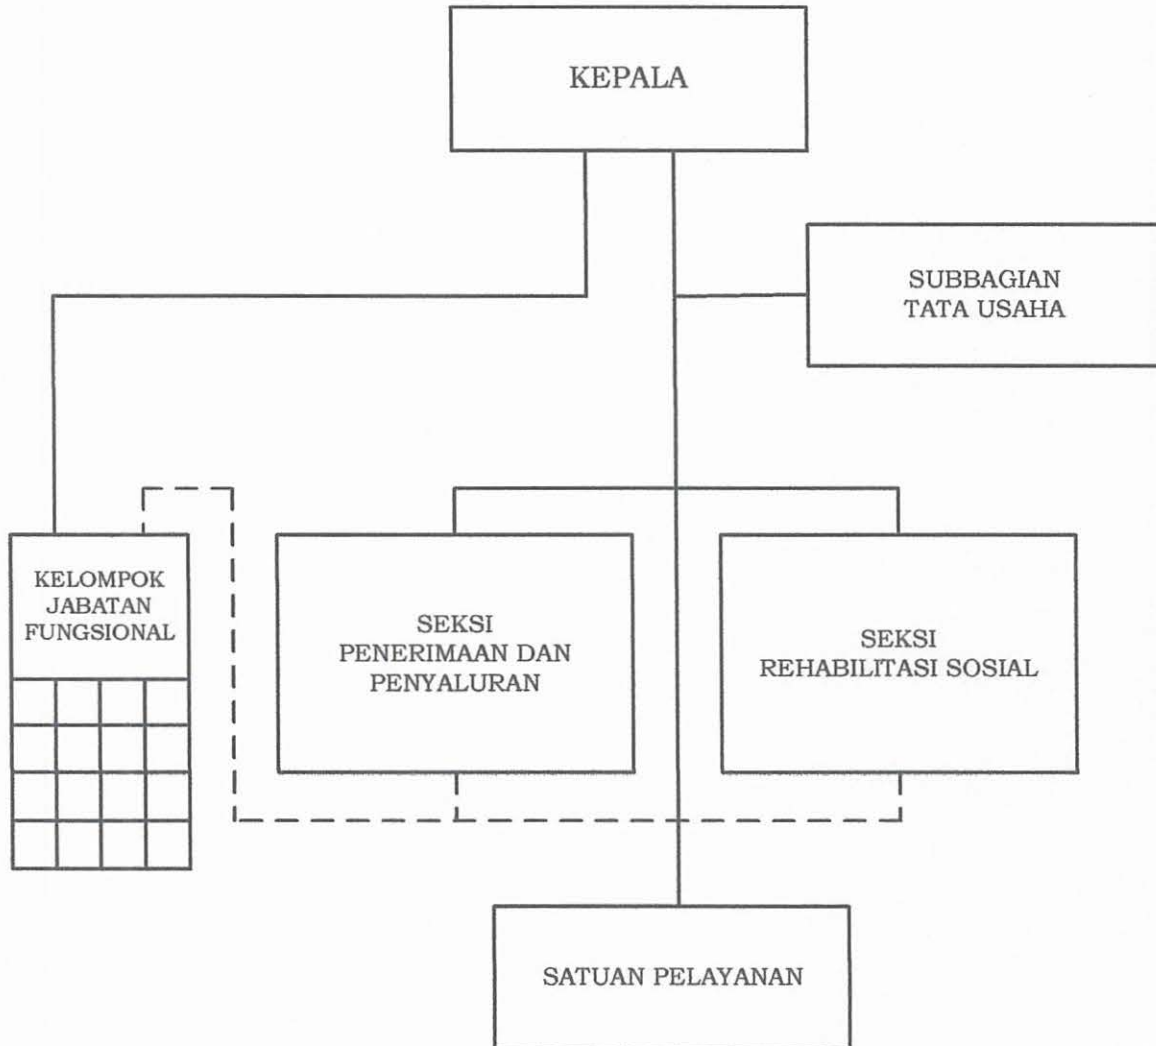 KEPALA
SUBBAGIAN
TATA USAHA
KELOMPOK
JABATAN
FUNGSIONAL
SEKSI
PENERIMAAN DAN
PENYALURAN
SEKSI
REHABILITASI SOSIAL
SATUAN PELAYANAN